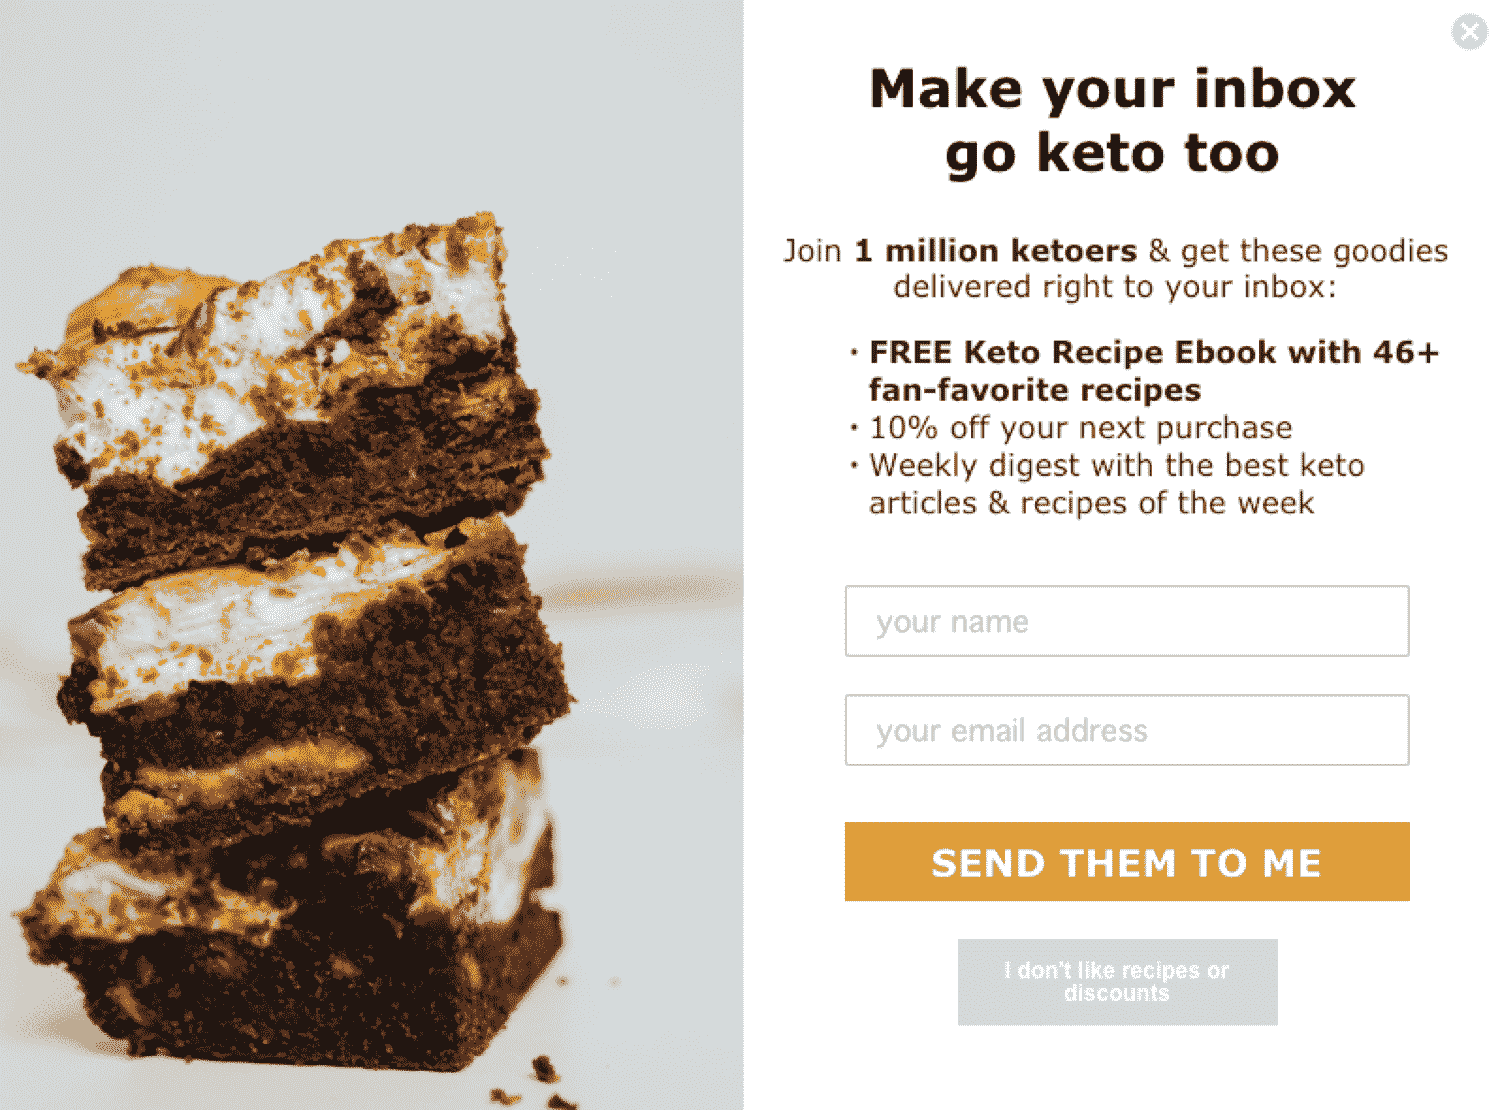 Make your inbox
go keto too
Join 1 million ketoers & get these goodies
delivered right to your inbox:
· FREE Keto Recipe Ebook with 46+
fan-favorite recipes
· 10% off your next purchase
· Weekly digest with the best keto
articles & recipes of the week
your name
your email address
SEND THEM TO ME
I don't like recipes or
discounts